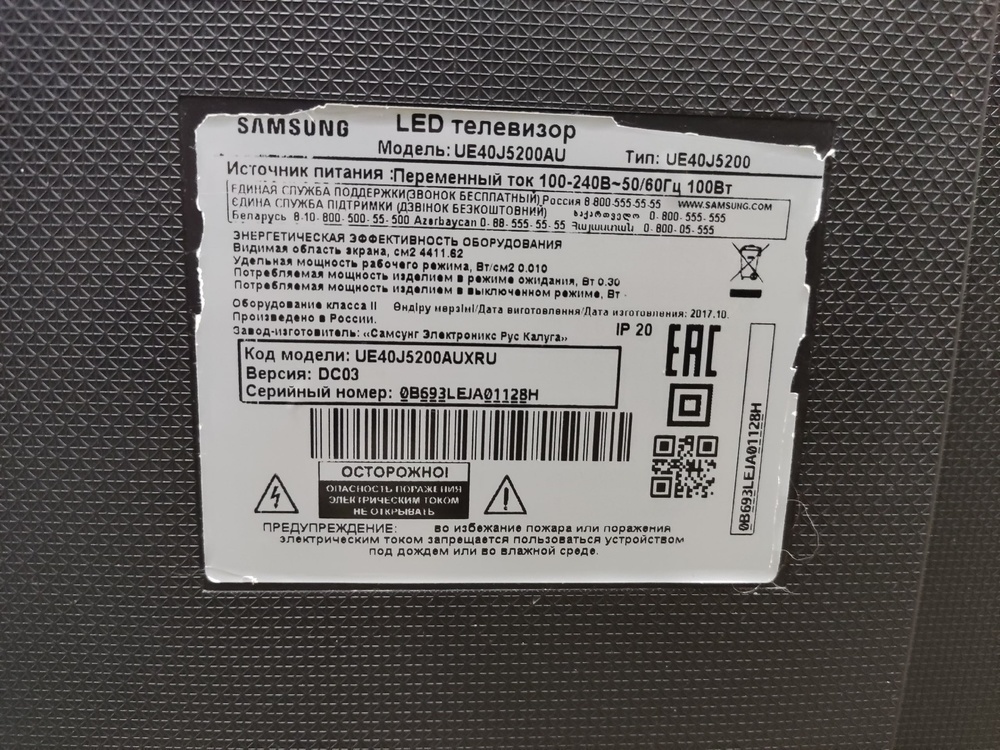 SAMSUNG
LED телевизор
Модель: UE40J5200AU
Тип: UE40J5200
Источник питания :Переменный ток 100-240В~50/60Гц 100Вт
ЕДИНАЯ СЛУЖБА ПОДДЕРЖКИ(ЗВОНОК БЕСПЛАТНЫЙ) Россия 8 800-555-55-55 WWW.SAMSUNG.COM
ЄДИНА СЛУЖБА ПІДТРИМКИ (ДЗВІНОК БЕЗКОШТОВНИЙ) საქართველო 0-800-555-555
Беларусь 8-10-800-500-55-500 Azərbaycan 0-88-555-55-55 Հայաստան 0-800-05-555
ЭНЕРГЕТИЧЕСКАЯ ЭФФЕКТИВНОСТЬ ОБОРУДОВАНИЯ
Видимая область экрана, см2 4411.62
Удельная мощность рабочего режима, Вт/см2 0.010
Потребляемая мощность изделием в режиме ожидания, Вт 0.30
Потребляемая мощность изделием в выключенном режиме, Вт -
Оборудование класса II Өндіру мерзімі/Дата виготовлення/Дата изготовления: 2017.10.
Произведено в России.
Завод-изготовитель: «Самсунг Электроникс Рус Калуга»
IP 20
EAC
Код модели: UE40J5200AUXRU
Версия: DC03
Серийный номер: 0B693LEJA01128H
0B693LEJA01128H
ОСТОРОЖНО!
ОПАСНОСТЬ ПОРАЖЕНИЯ
ЭЛЕКТРИЧЕСКИМ ТОКОМ
НЕ ОТКРЫВАТЬ
ПРЕДУПРЕЖДЕНИЕ: во избежание пожара или поражения
электрическим током запрещается пользоваться устройством
под дождем или во влажной среде.